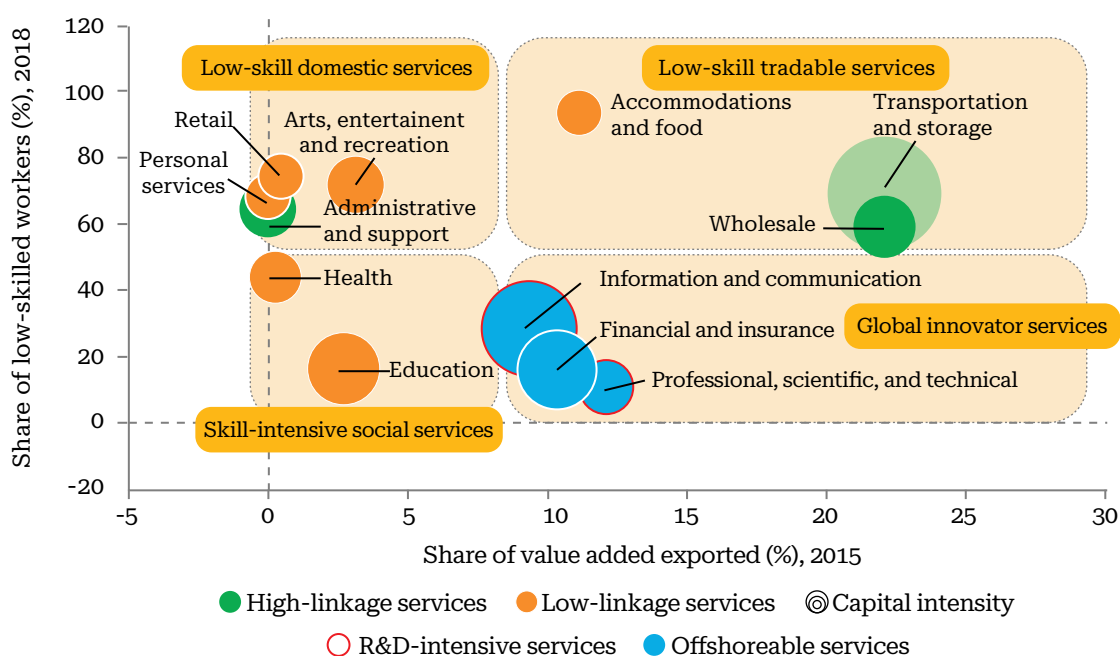 Share of low-skilled workers (%), 2018
120
100
80
60
40
20
0
-20
Low-skill domestic services
Low-skill tradable services
Retail
Arts, entertainent
and recreation
Personal
services
Administrative
and support
Accommodations
and food
Transportation
and storage
Wholesale
Health
Education
Information and communication
Financial and insurance
Professional, scientific, and technical
Global innovator services
Skill-intensive social services
-5
0
5
10
15
20
25
30
Share of value added exported (%), 2015
High-linkage services
Low-linkage services
Capital intensity
R&D-intensive services
Offshoreable services